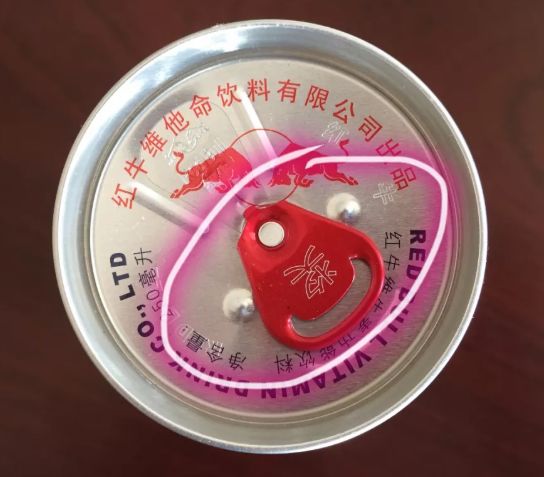 红牛维他命饮料有限公司出品
RED BULL VITAMIN DRINK CO., LTD
红牛维生素功能饮料
净含量
250毫升
奖